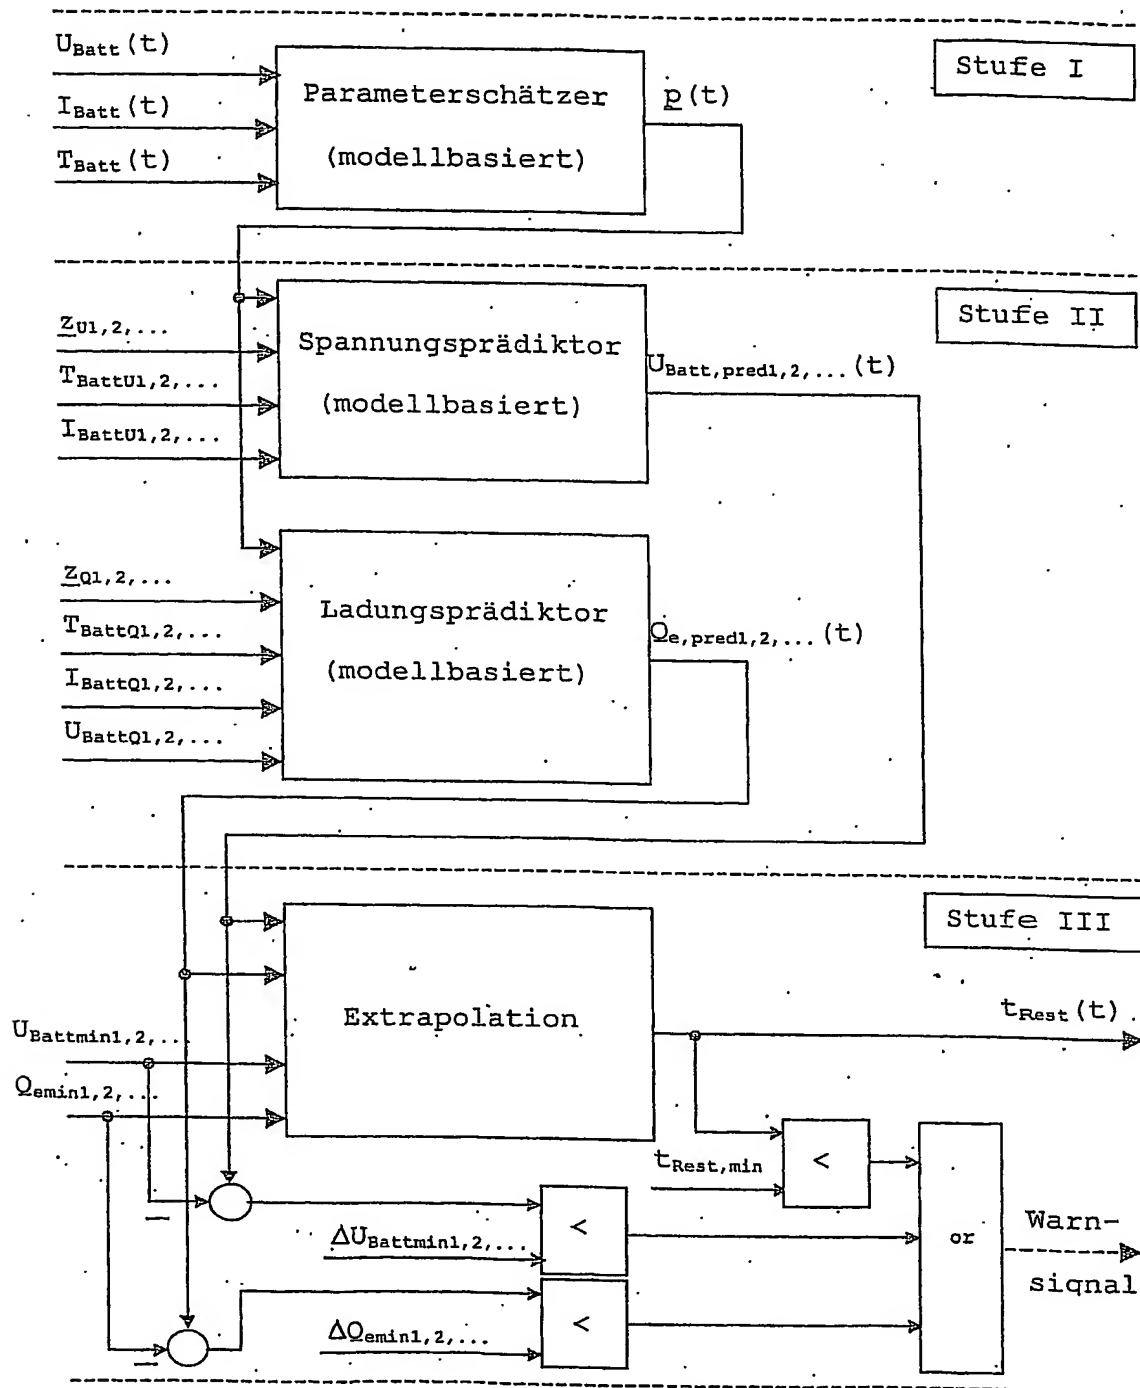 U_Batt(t)
Stufe I
Parameterschätzer
(modellbasiert)
p(t)
I_Batt(t)
T_Batt(t)
Stufe II
z_U1,2,...
Spannungsprädiktor
(modellbasiert)
U_Batt,pred1,2,...(t)
T_BattU1,2,...
I_BattU1,2,...
z_Q1,2,...
Ladungsprädiktor
(modellbasiert)
Q_e,pred1,2,...(t)
T_BattQ1,2,...
I_BattQ1,2,...
U_BattQ1,2,...
Stufe III
Extrapolation
t_Rest(t)
U_Battmin1,2,...
Q_emin1,2,...
t_Rest,min
<
–
ΔU_Battmin1,2,...
<
or
Warn-
signal
–
ΔQ_emin1,2,...
<